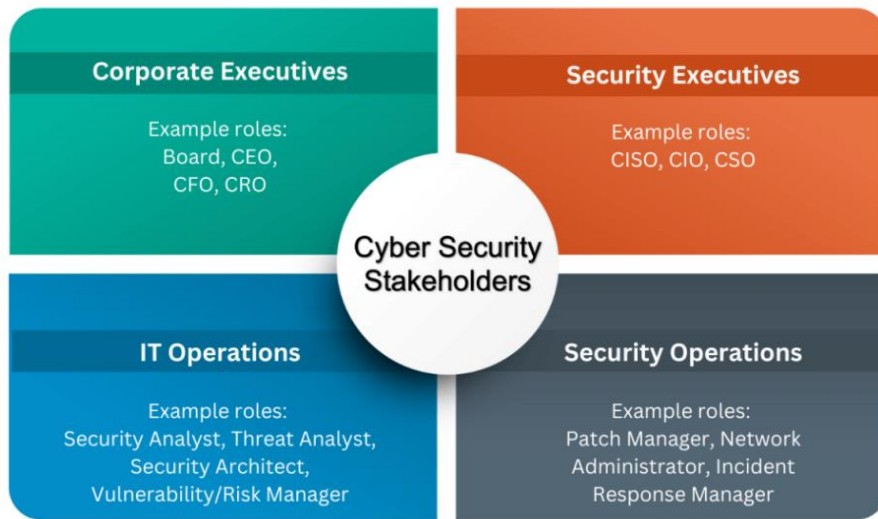 Corporate Executives
Example roles:
Board, CEO,
CFO, CRO
Security Executives
Example roles:
CISO, CIO, CSO
Cyber Security
Stakeholders
IT Operations
Example roles:
Security Analyst, Threat Analyst,
Security Architect,
Vulnerability/Risk Manager
Security Operations
Example roles:
Patch Manager, Network
Administrator, Incident
Response Manager